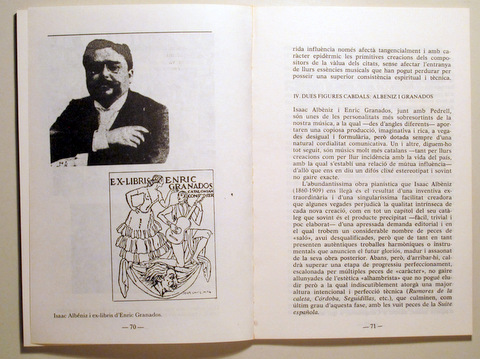 EX-LIBRIS
ENRIC
GRANADOS
Isaac Albéniz i ex-libris d'Enric Granados.
— 70 —
rida influència només afectà tangencialment i amb ca-
ràcter epidèrmic les primitives creacions dels compo-
sitors de la vàlua dels citats, sense afectar l'entranya
de llurs essències musicals que han pogut perdurar per
posseir una superior consistència espiritual i tècnica.
IV. DUES FIGURES CABDALS: ALBENIZ I GRANADOS
Isaac Albéniz i Enric Granados, junt amb Pedrell,
són unes de les personalitats més sobresortints de la
nostra música, a la qual —des d'angles diferents— apor-
taren una copiosa producció, imaginativa i rica, a ve-
gades desigual i formulària, però dotada sempre d'una
natural cordialitat comunicativa. Un i altre, diguem-
ho tot seguit, són músics molt més catalans —tant per llurs
creacions com per llur incidència amb la vida del país,
amb la qual s'establí una relació de mútua influència—
d'allò que ens en diu un difós clixé estereotipat i sovint
no gaire exacte.
L'abundantíssima obra pianística que Isaac Albéniz
(1860-1909) ens llegà és el resultat d'una inventiva ex-
traordinària i d'una singularíssima facilitat creadora
que algunes vegades perjudicà la qualitat intrínseca de
cada nova creació, com en tot un capítol del seu catà-
leg que sovint és el producte precipitat —fàcil, trivial i
poc elaborat— d'una apressada demanda editorial i en
el qual trobem un considerable nombre de peces de
«saló», avui desqualificades, però que de tant en tant
presenten autèntiques troballes harmòniques o instru-
mentals que anuncien el futur gloriós, madur i assaonat
de la seva obra posterior. Abans, però, d'arribar-hi, cal-
drà superar una etapa de progressiu perfeccionament,
escalonada per múltiples peces de «caràcter», no gaire
allunyades de l'estètica «alhambrista» que no pogué elu-
dir però a la qual indiscutiblement atorgà una major
altura intencional i perfecció tècnica (Rumores de la
caleta, Córdoba, Seguidillas, etc.), que culminen, com
últim grau d'aquesta fase, amb les vuit peces de la Suite
española.
— 71 —